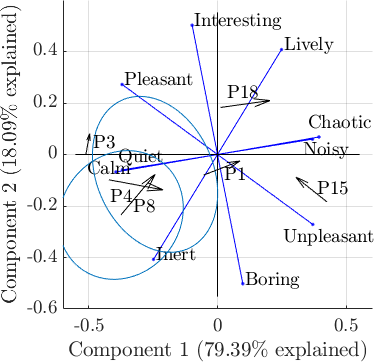 Interesting
Lively
0.4
Pleasant
P18
0.2
Chaotic
P3
Noisy
0
Quiet
Calm
P1
P15
P4
P8
-0.2
Unpleasant
Inert
-0.4
Boring
-0.6
-0.5
0
0.5
Component 1 (79.39% explained)
Component 2 (18.09% explained)